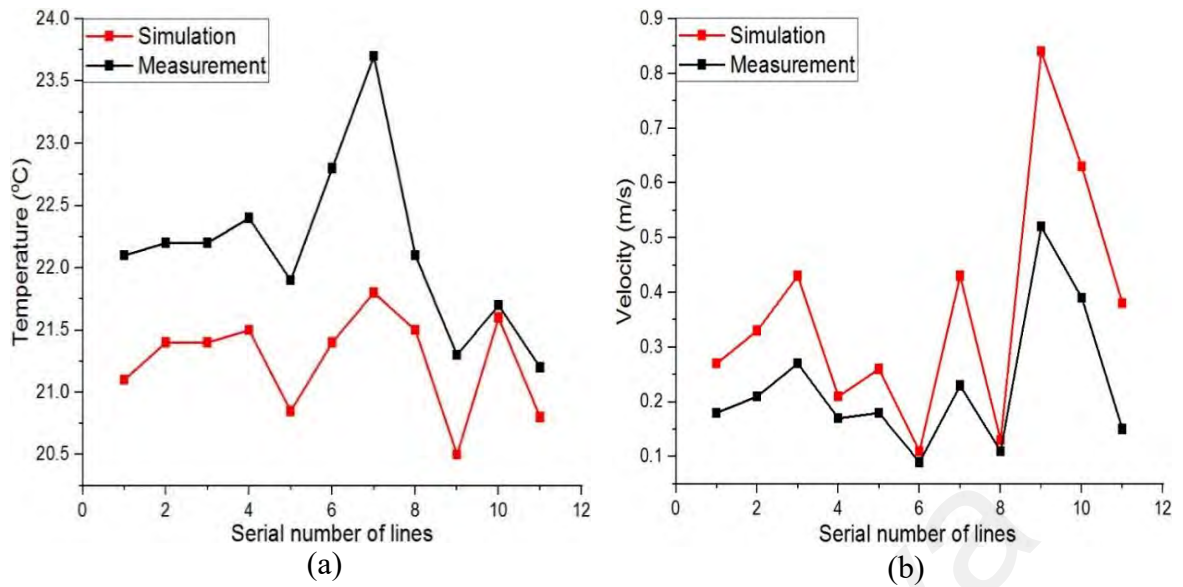 Simulation
Measurement
Temperature (ºC)
24.0
23.5
23.0
22.5
22.0
21.5
21.0
20.5
0 2 4 6 8 10 12
Serial number of lines
(a)
Simulation
Measurement
Velocity (m/s)
0.9
0.8
0.7
0.6
0.5
0.4
0.3
0.2
0.1
0 2 4 6 8 10 12
Serial number of lines
(b)